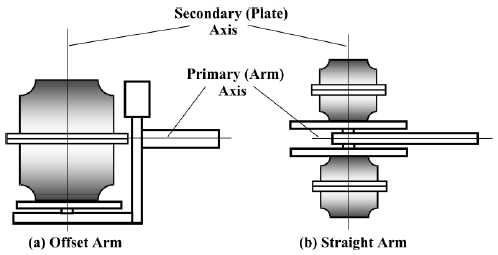 Secondary (Plate)
Axis
Primary (Arm)
Axis
(a) Offset Arm
(b) Straight Arm